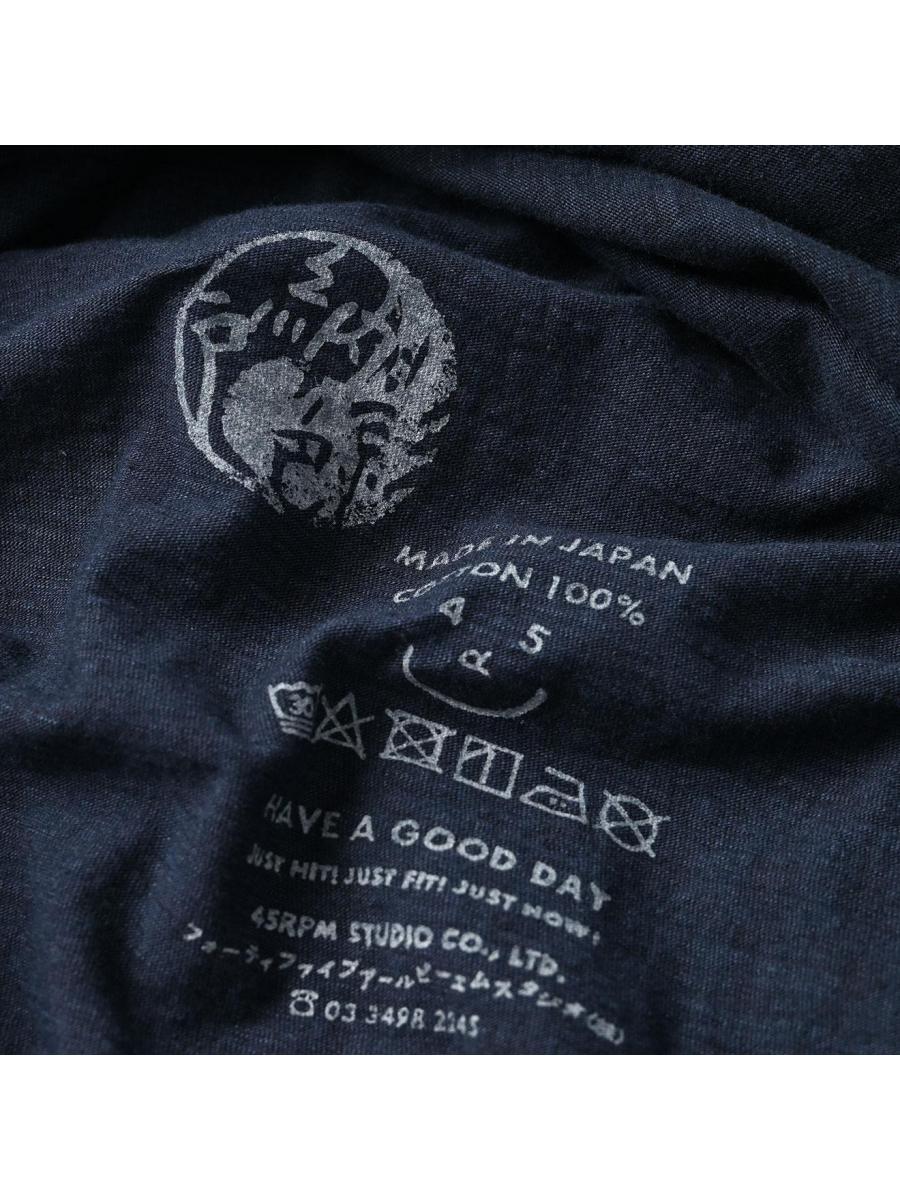 MADE IN JAPAN
COTTON 100%
4 5
R
30
HAVE A GOOD DAY
JUST HIT! JUST FIT! JUST NOW!
45RPM STUDIO CO., LTD.
フォーティファイブアールピーエムスタジオ(株)
☎ 03 3498 2145